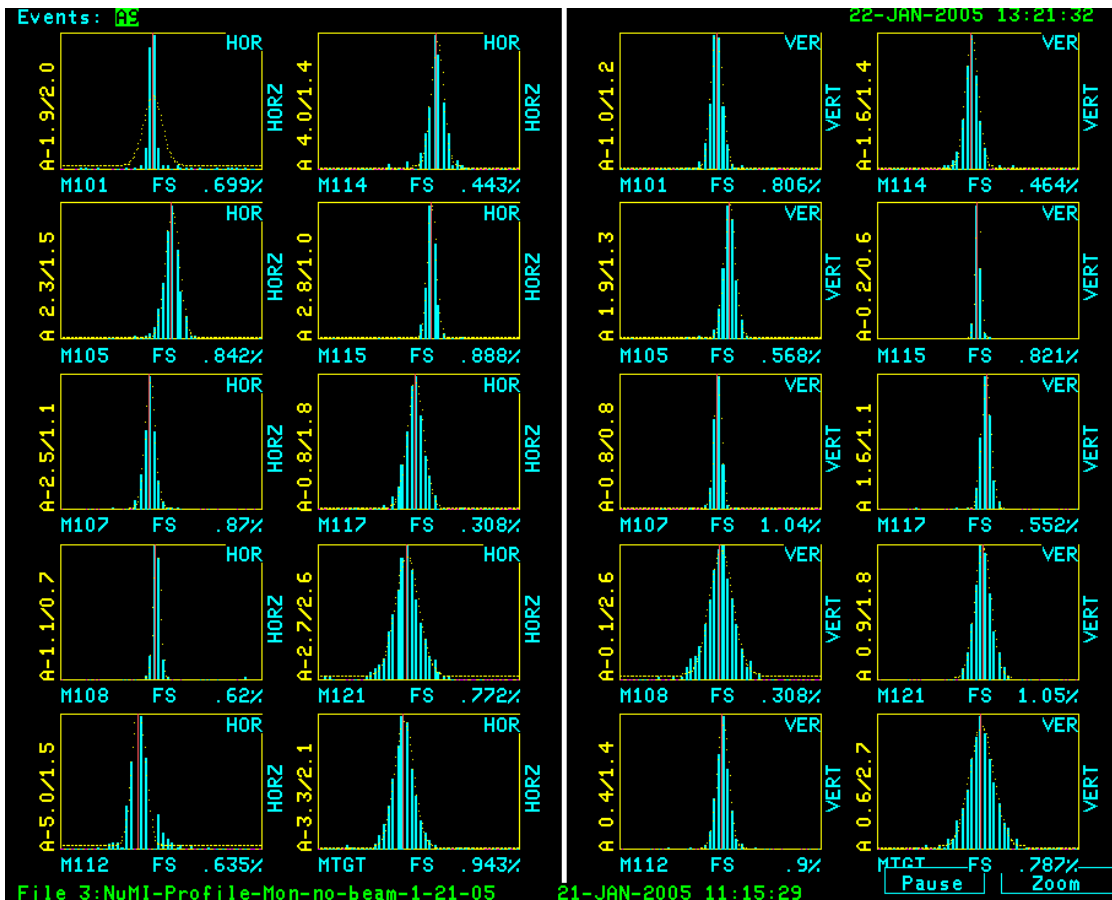 Events: A9 22-JAN-2005 13:21:32
A-1.9/2.0 HOR HORZ M101 FS .699%
A 4.0/1.4 HOR HORZ M114 FS .443%
A-1.0/1.2 VER VERT M101 FS .806%
A-1.6/1.4 VER VERT M114 FS .464%
A 2.3/1.5 HOR HORZ M105 FS .842%
A 2.8/1.0 HOR HORZ M115 FS .888%
A 1.9/1.3 VER VERT M105 FS .568%
A-0.2/0.6 VER VERT M115 FS .821%
A-2.5/1.1 HOR HORZ M107 FS .87%
A-0.8/1.8 HOR HORZ M117 FS .308%
A-0.8/0.8 VER VERT M107 FS 1.04%
A 1.6/1.1 VER VERT M117 FS .552%
A-1.1/0.7 HOR HORZ M108 FS .62%
A-2.7/2.6 HOR HORZ M121 FS .772%
A-0.1/2.6 VER VERT M108 FS .308%
A 0.9/1.8 VER VERT M121 FS 1.05%
A-5.0/1.5 HOR HORZ M112 FS .635%
A-3.3/2.1 HOR HORZ MTGT FS .943%
A 0.4/1.4 VER VERT M112 FS .9%
A 0.6/2.7 VER VERT MTGT FS .787%
Pause Zoom
File 3:NuMI-Profile-Mon-no-beam-1-21-05 21-JAN-2005 11:15:29